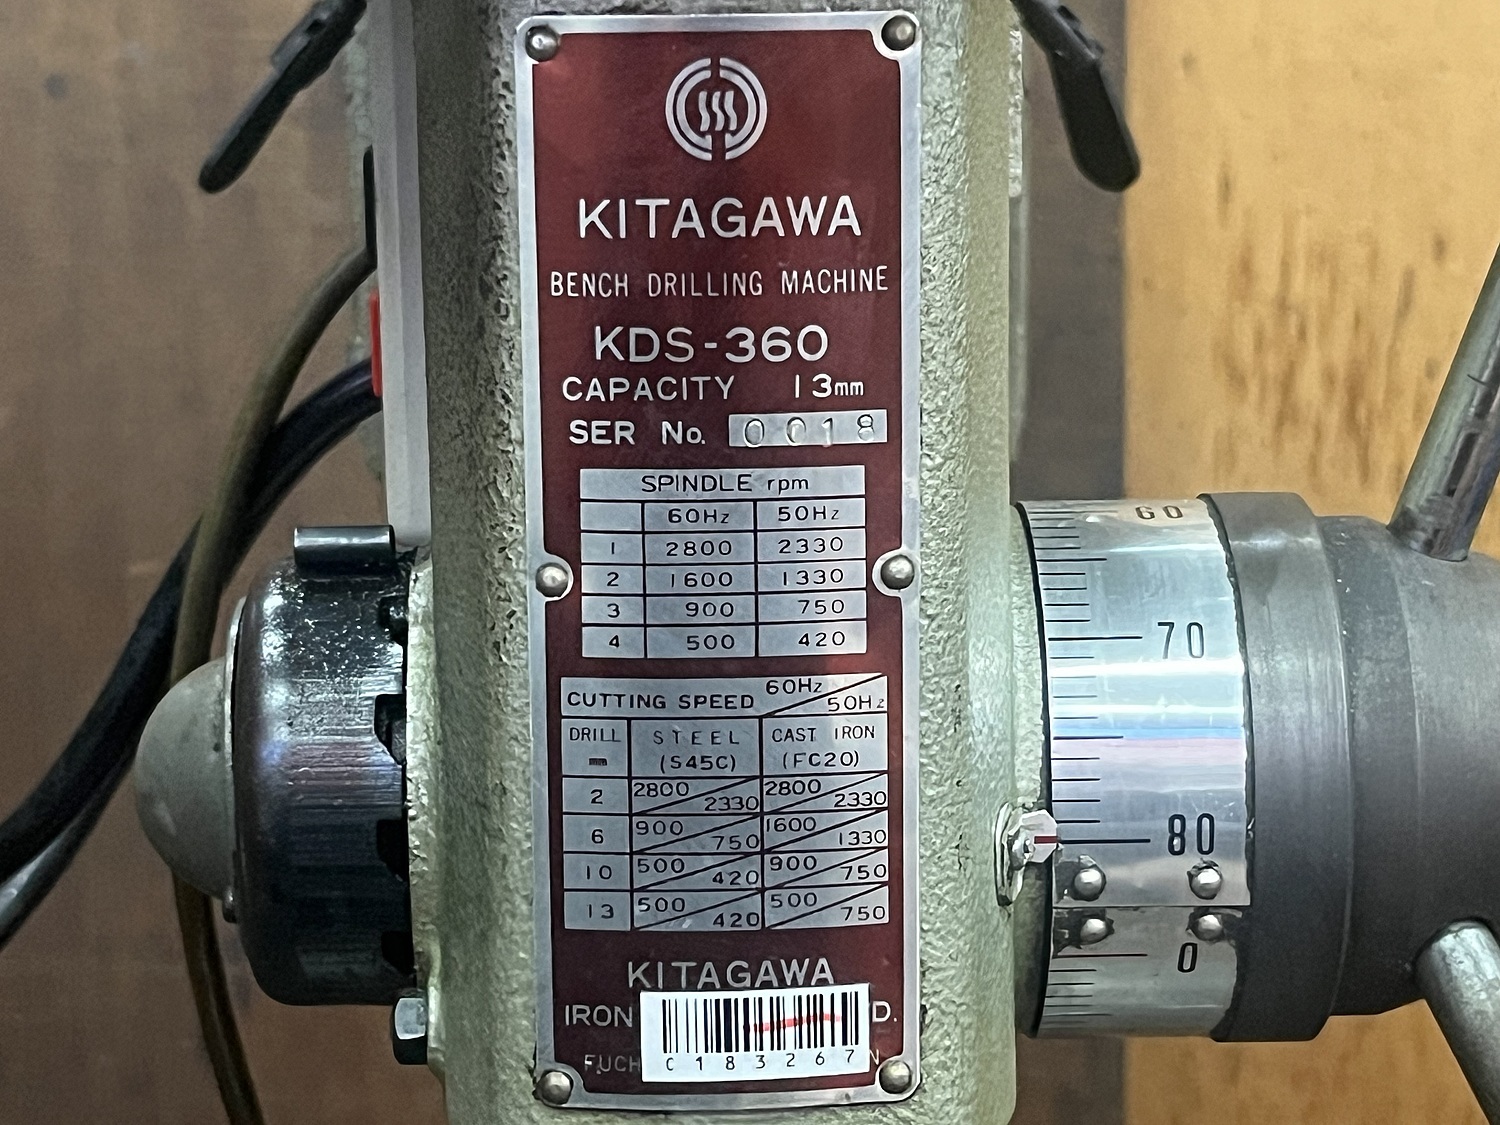 KITAGAWA
BENCH DRILLING MACHINE
KDS-360
CAPACITY 13mm
SER No. 0018
SPINDLE rpm
60Hz 50Hz
1 2800 2330
2 1600 1330
3 900 750
4 500 420
CUTTING SPEED 60Hz 50Hz
DRILL STEEL CAST IRON
mm (S45C) (FC20)
2 2800 2330 2800 2330
6 900 750 1600 1330
10 500 420 900 750
13 500 420 500 750
KITAGAWA
IRON D.
C183267
60
70
80
0